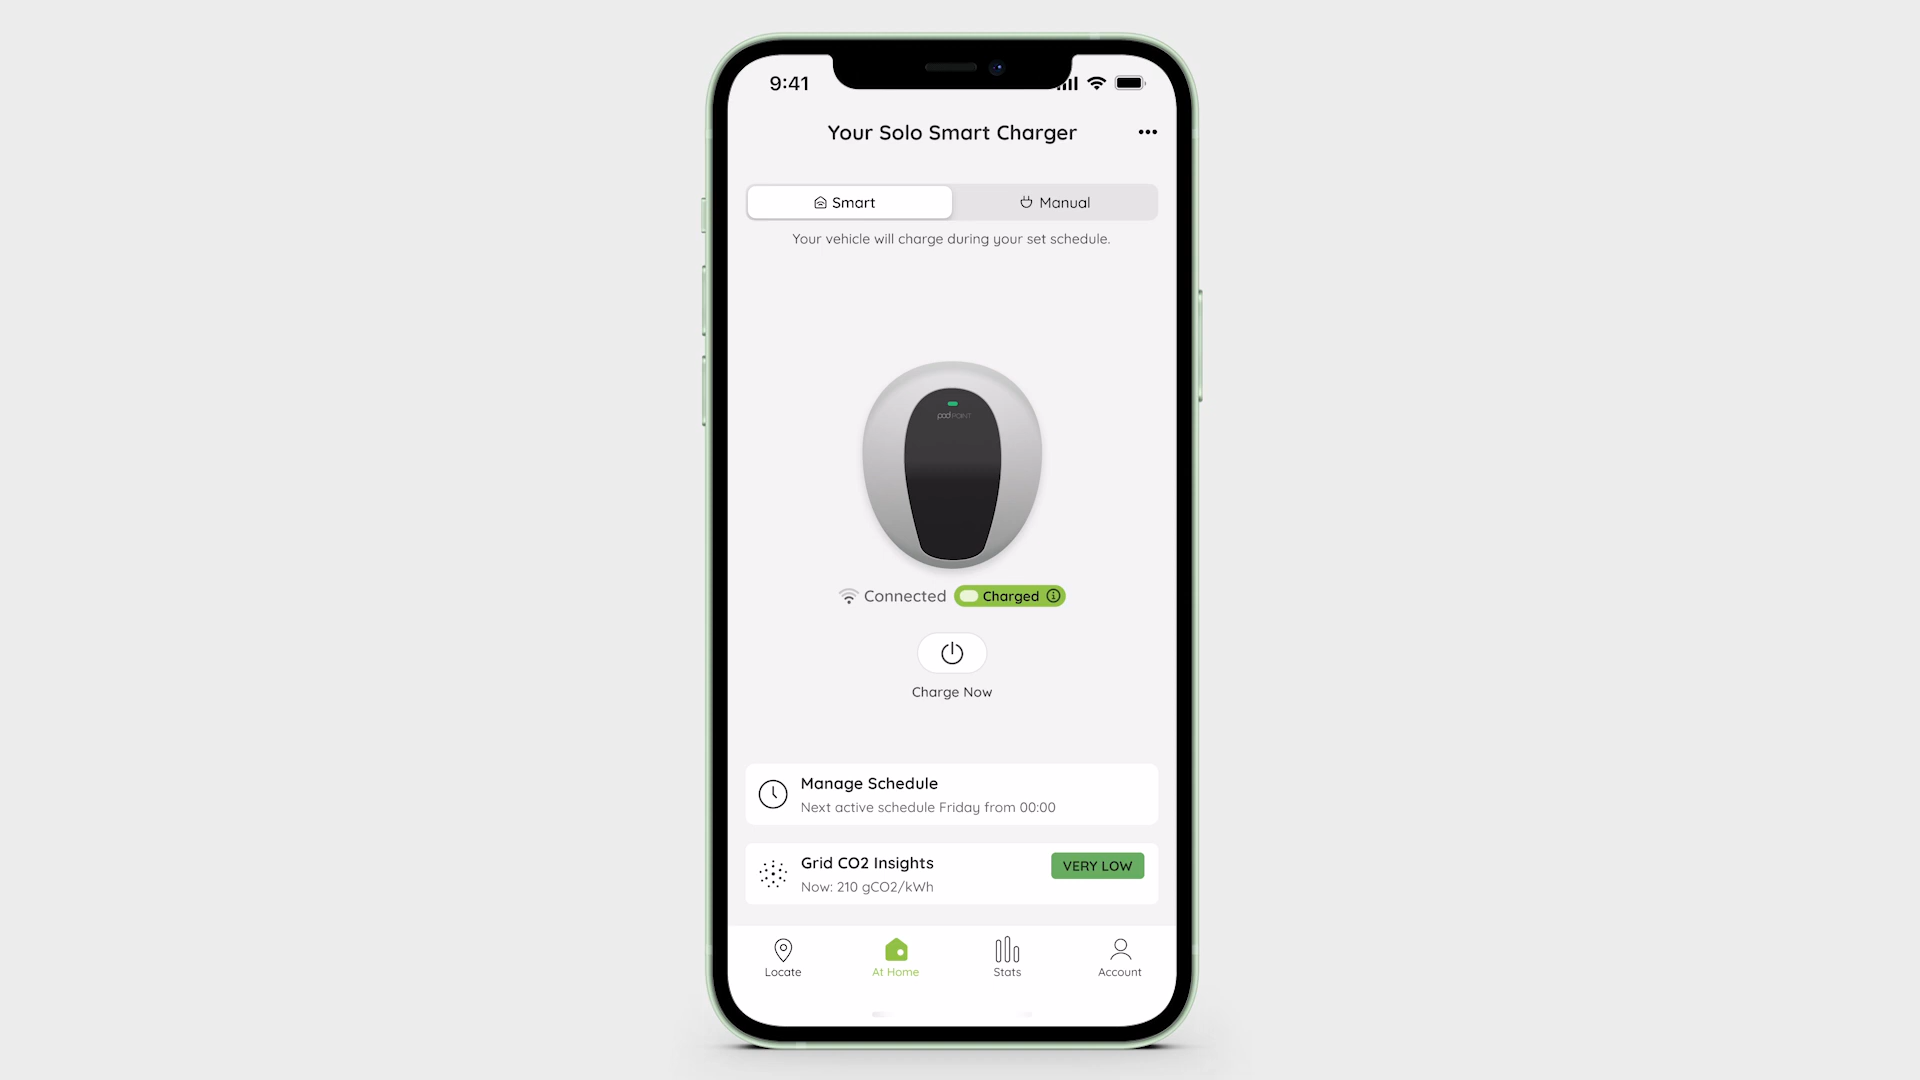 9:41
Your Solo Smart Charger
Smart
Manual
Your vehicle will charge during your set schedule.
pod POINT
Connected
Charged
Charge Now
Manage Schedule
Next active schedule Friday from 00:00
Grid CO2 Insights
VERY LOW
Now: 210 gCO2/kWh
Locate
At Home
Stats
Account